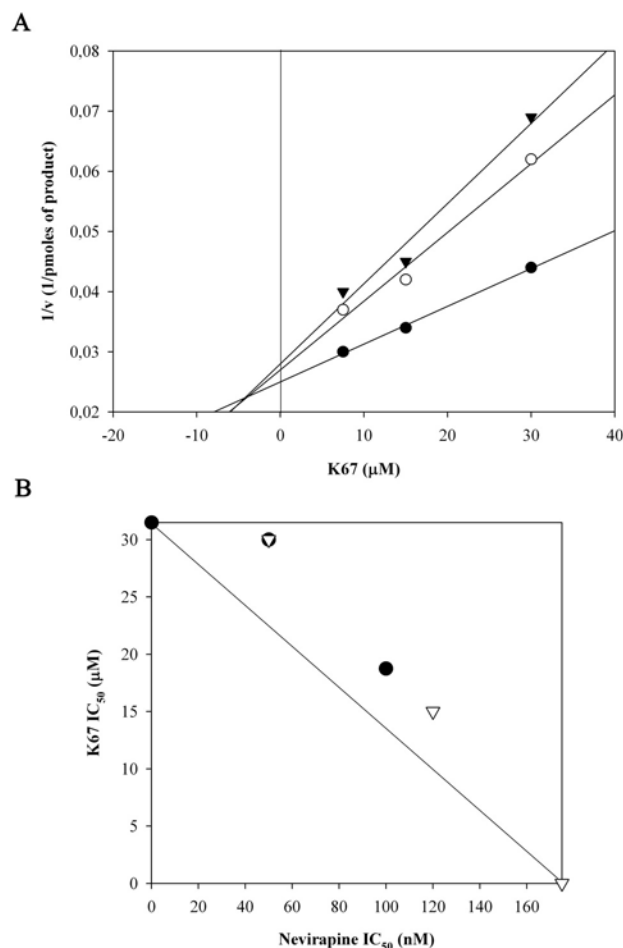 A
0,08
0,07
0,06
0,05
0,04
0,03
0,02
1/v (1/pmoles of product)
-20 -10 0 10 20 30 40
K67 (μM)
B
30
25
20
15
10
5
0
K67 IC50 (μM)
0 20 40 60 80 100 120 140 160
Nevirapine IC50 (nM)